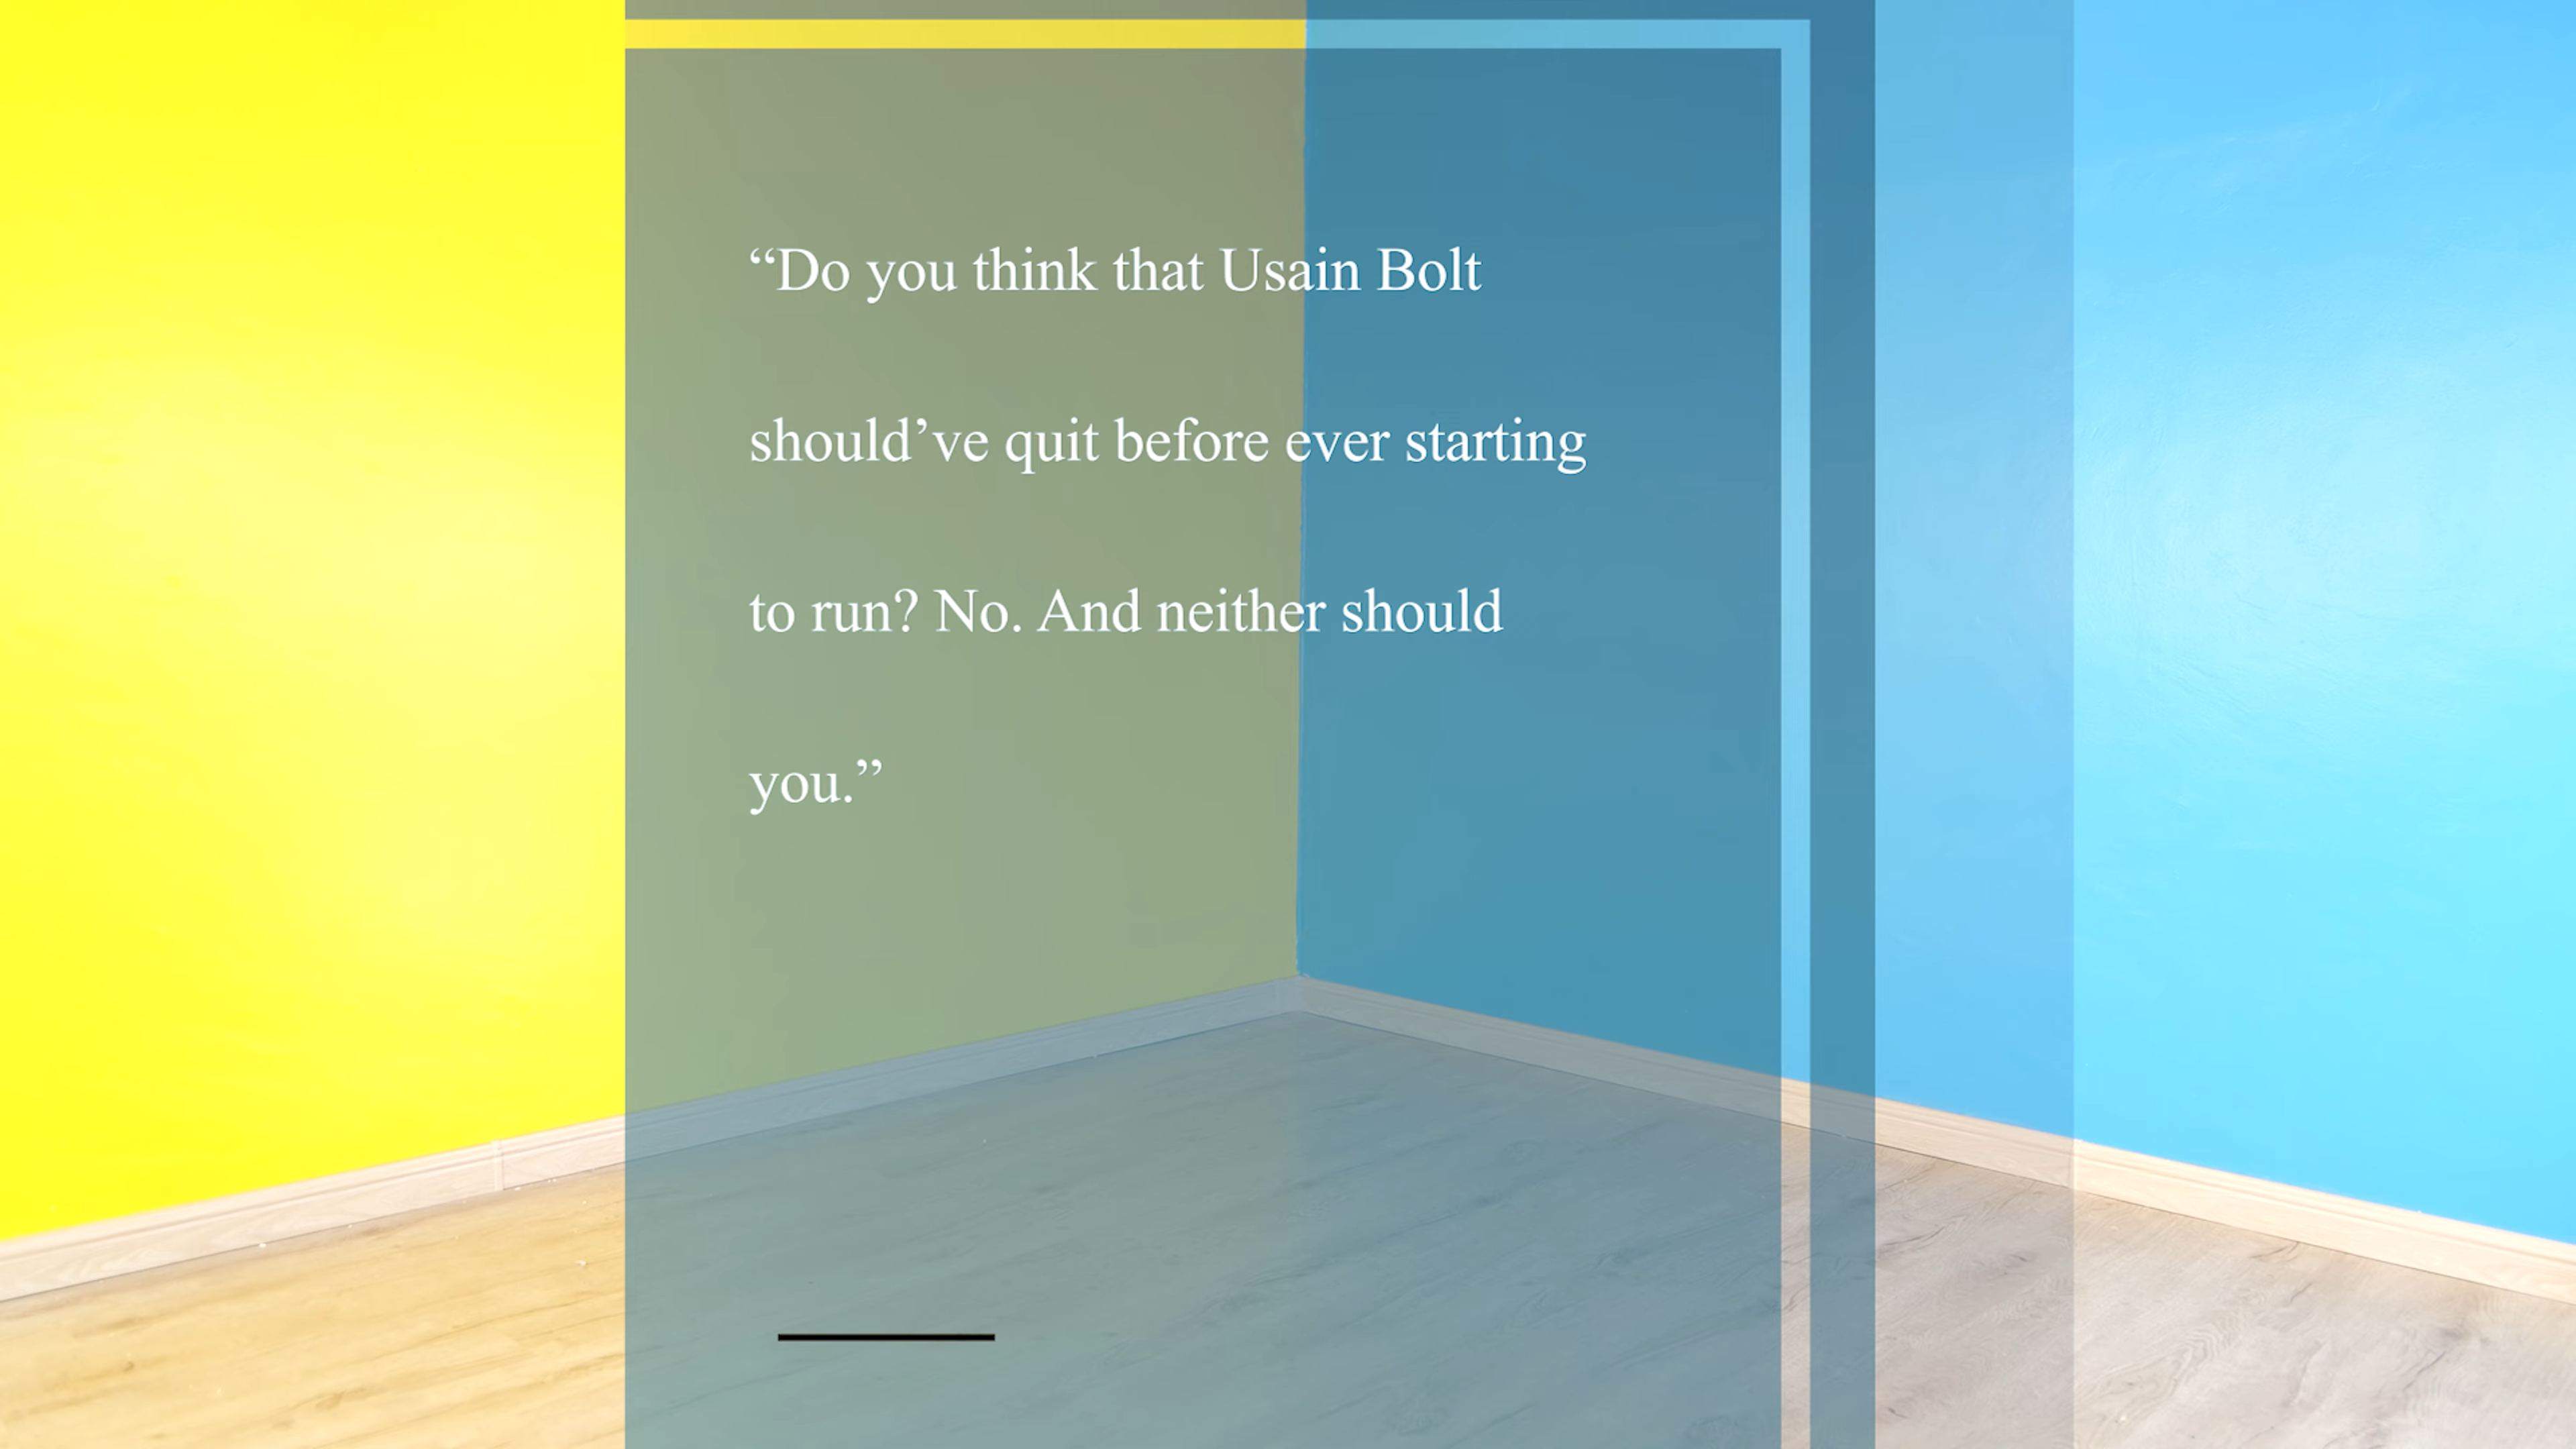 “Do you think that Usain Bolt
should’ve quit before ever starting
to run? No. And neither should
you.”